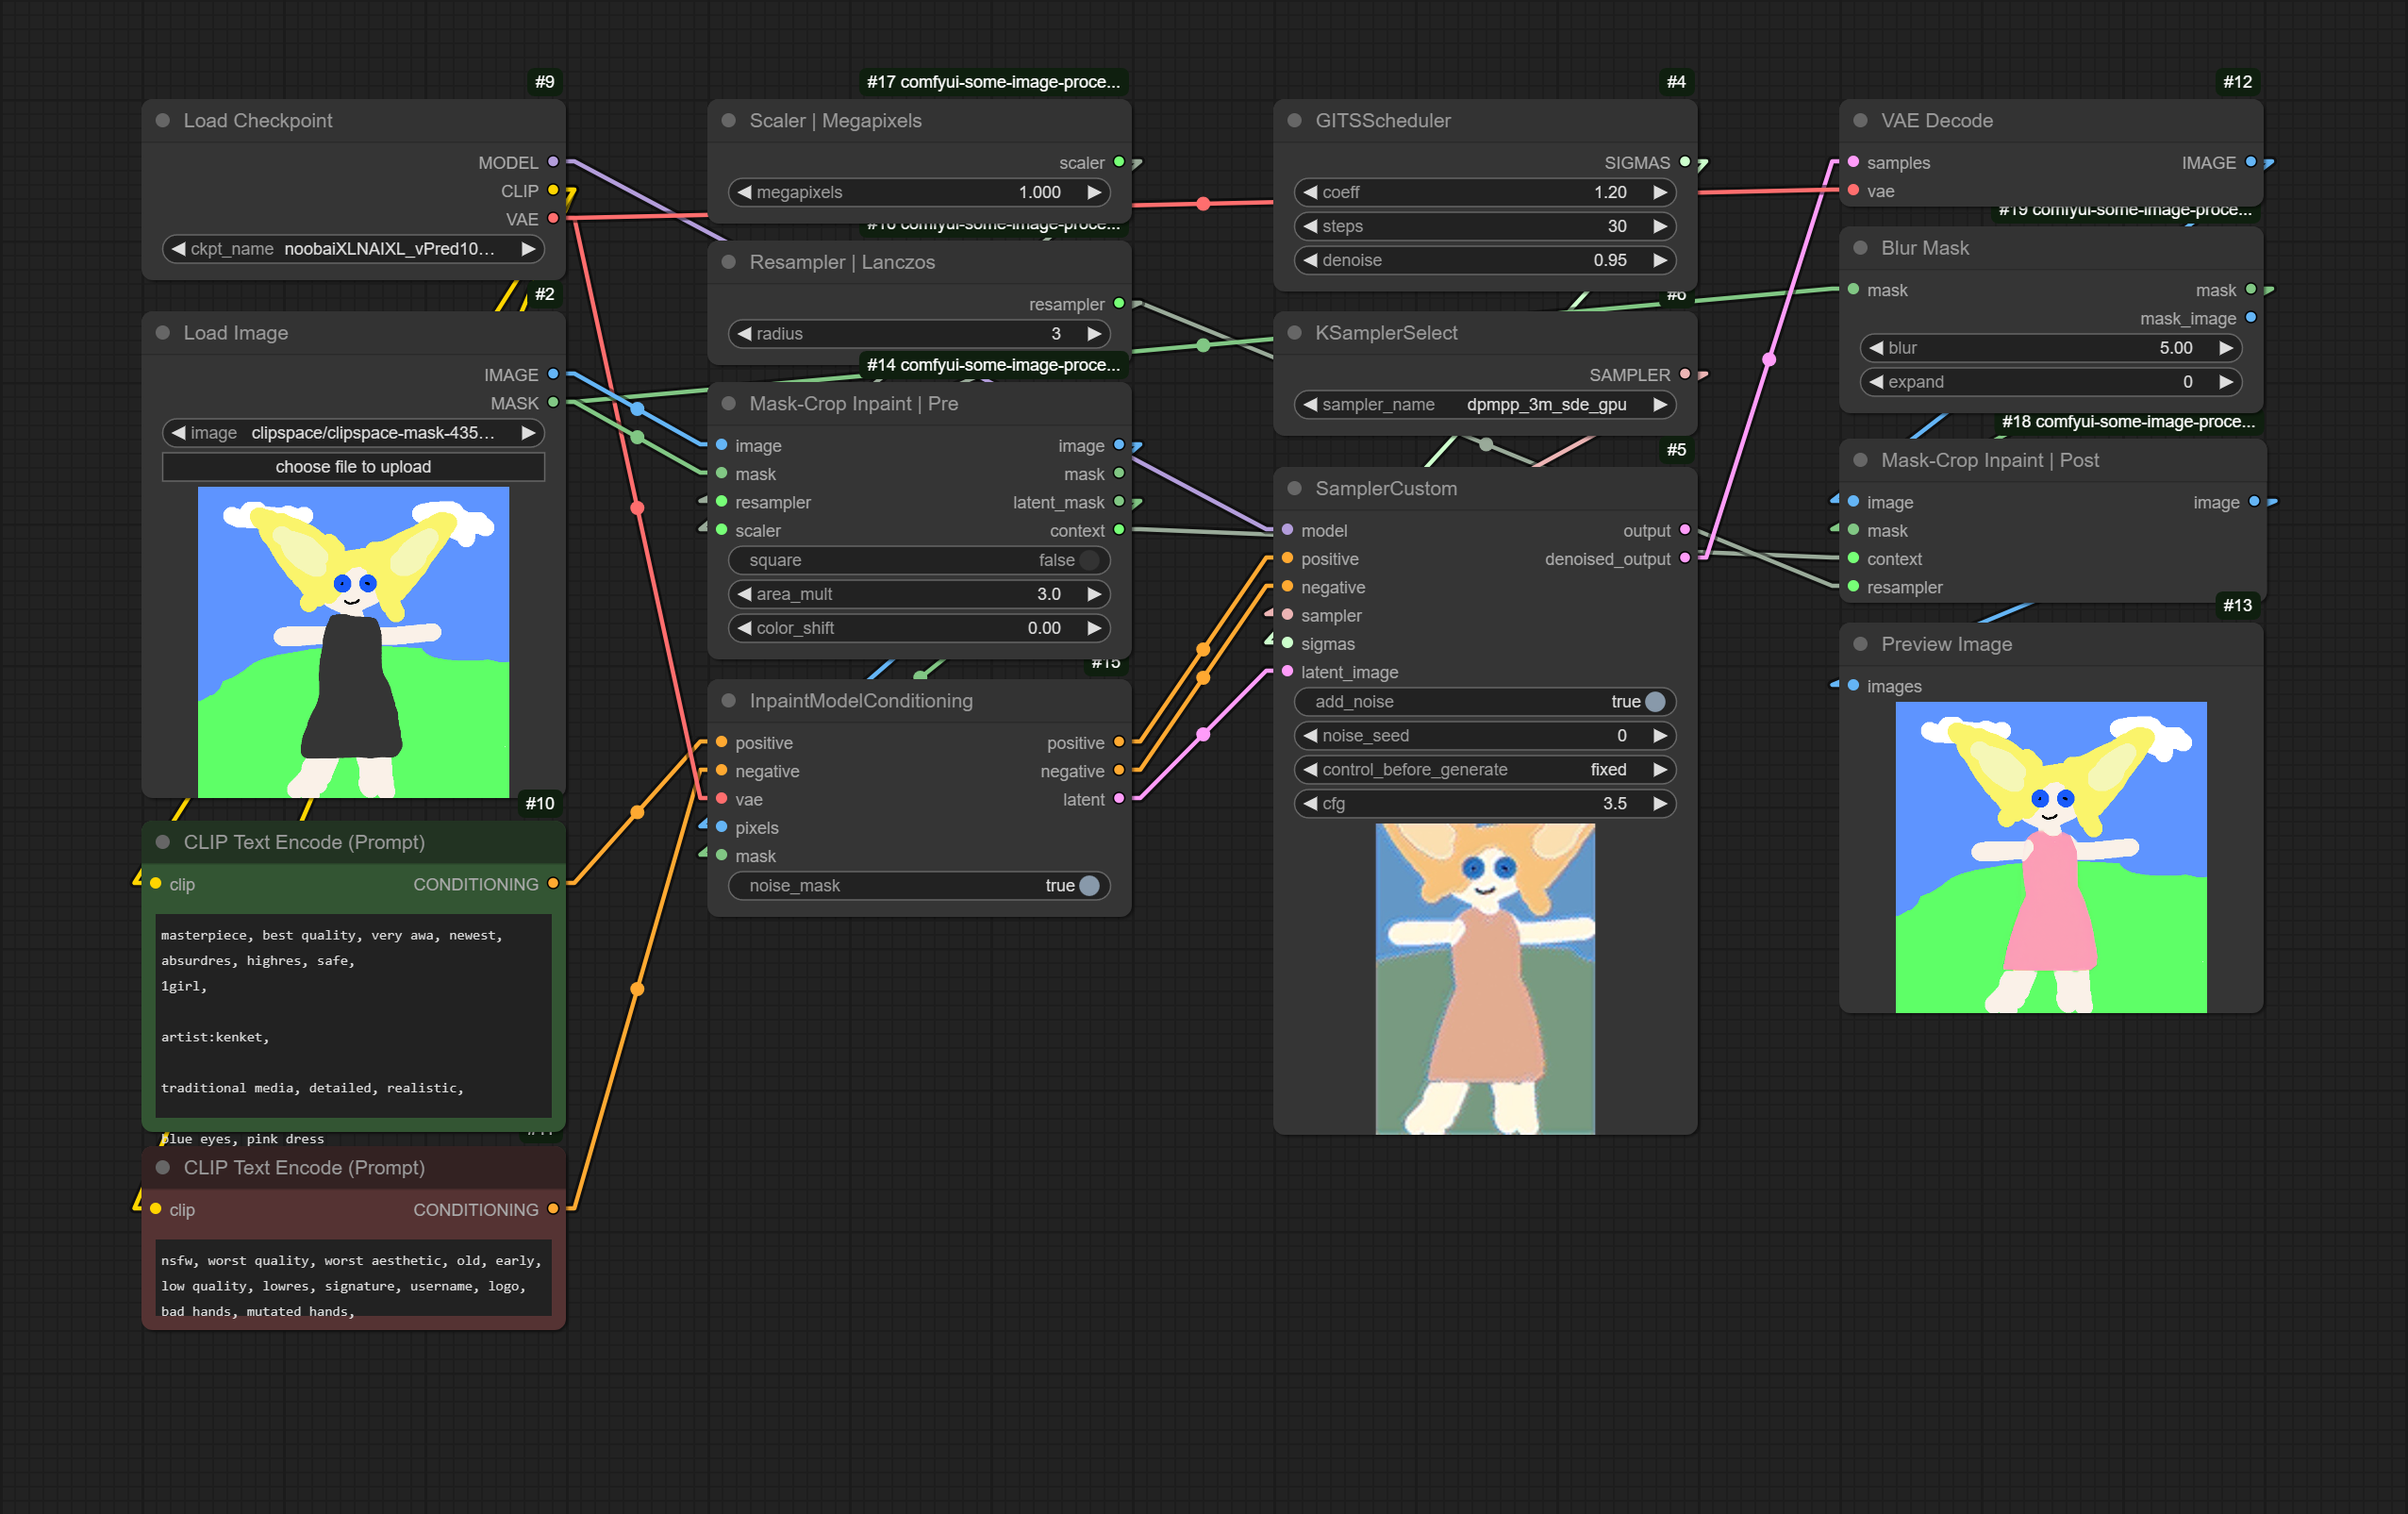 #9
Load Checkpoint
MODEL
CLIP
VAE
ckpt_name noobaiXLNAIXL_vPred10...
#2
Load Image
IMAGE
MASK
image clipspace/clipspace-mask-435...
choose file to upload
#10
CLIP Text Encode (Prompt)
clip CONDITIONING
masterpiece, best quality, very awa, newest,
absurdres, highres, safe,
1girl,
artist:kenket,
traditional media, detailed, realistic,
blue eyes, pink dress
CLIP Text Encode (Prompt)
clip CONDITIONING
nsfw, worst quality, worst aesthetic, old, early,
low quality, lowres, signature, username, logo,
bad hands, mutated hands,
#17 comfyui-some-image-proce...
Scaler | Megapixels
scaler
megapixels 1.000
#16 comfyui-some-image-proce...
Resampler | Lanczos
resampler
radius 3
#14 comfyui-some-image-proce...
Mask-Crop Inpaint | Pre
image image
mask mask
resampler latent_mask
scaler context
square false
area_mult 3.0
color_shift 0.00
#15
InpaintModelConditioning
positive positive
negative negative
vae latent
pixels
mask
noise_mask true
#4
GITSScheduler
SIGMAS
coeff 1.20
steps 30
denoise 0.95
#6
KSamplerSelect
SAMPLER
sampler_name dpmpp_3m_sde_gpu
#5
SamplerCustom
model output
positive denoised_output
negative
sampler
sigmas
latent_image
add_noise true
noise_seed 0
control_before_generate fixed
cfg 3.5
#12
VAE Decode
samples IMAGE
vae
#19 comfyui-some-image-proce...
Blur Mask
mask mask
mask_image
blur 5.00
expand 0
#18 comfyui-some-image-proce...
Mask-Crop Inpaint | Post
image image
mask
context
resampler
#13
Preview Image
images